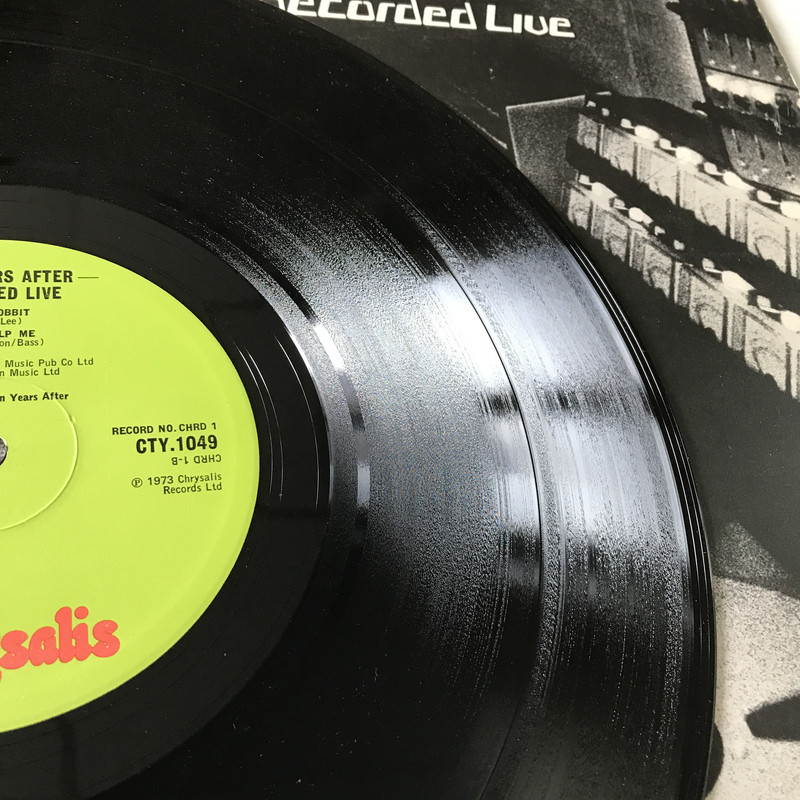 Recorded Live
RS AFTER—
ED LIVE
OBBIT
Lee)
LP ME
on/Bass)
Music Pub Co Ltd
n Music Ltd
n Years After
RECORD NO. CHRD 1
CTY.1049
CHRD 1-B
℗ 1973 Chrysalis
Records Ltd
salis